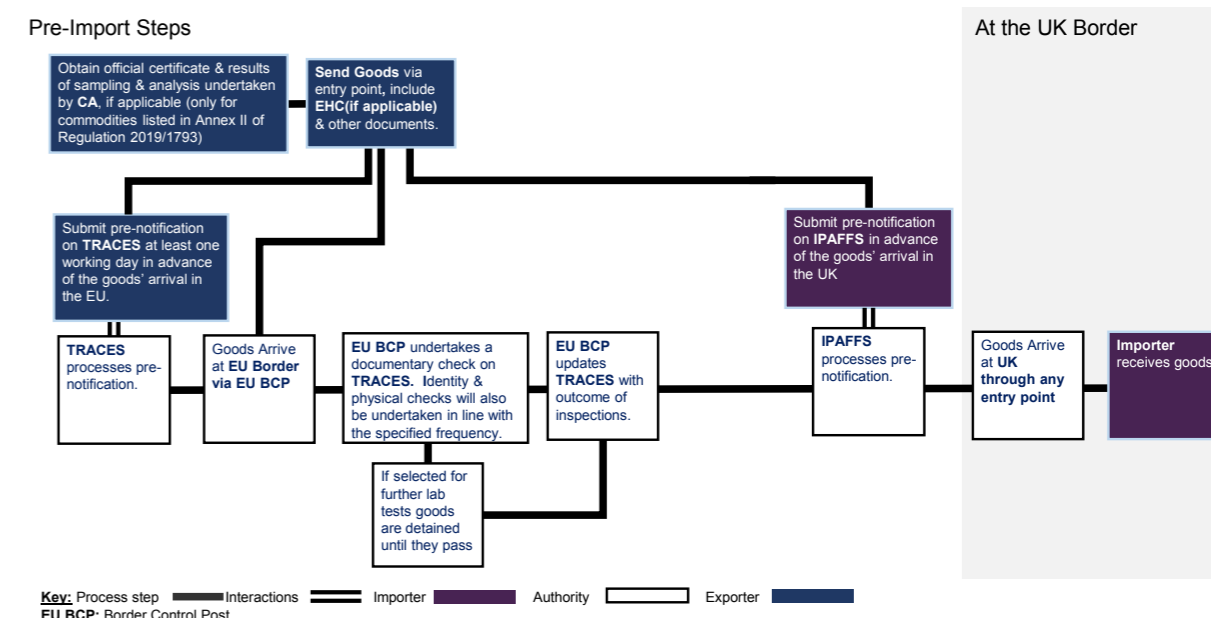 Pre-Import Steps
At the UK Border
Obtain official certificate & results
of sampling & analysis undertaken
by CA, if applicable (only for
commodities listed in Annex II of
Regulation 2019/1793)
Send Goods via
entry point, include
EHC(if applicable)
& other documents.
Submit pre-notification
on TRACES at least one
working day in advance
of the goods' arrival in
the EU.
Submit pre-notification
on IPAFFS in advance
of the goods' arrival in
the UK
TRACES
processes pre-
notification.
Goods Arrive
at EU Border
via EU BCP
EU BCP undertakes a
documentary check on
TRACES. Identity &
physical checks will also
be undertaken in line with
the specified frequency.
EU BCP
updates
TRACES with
outcome of
inspections.
IPAFFS
processes pre-
notification.
Goods Arrive
at UK
through any
entry point
Importer
receives goods
If selected for
further lab
tests goods
are detained
until they pass
Key: Process step Interactions Importer Authority Exporter
EU BCP: Border Control Post